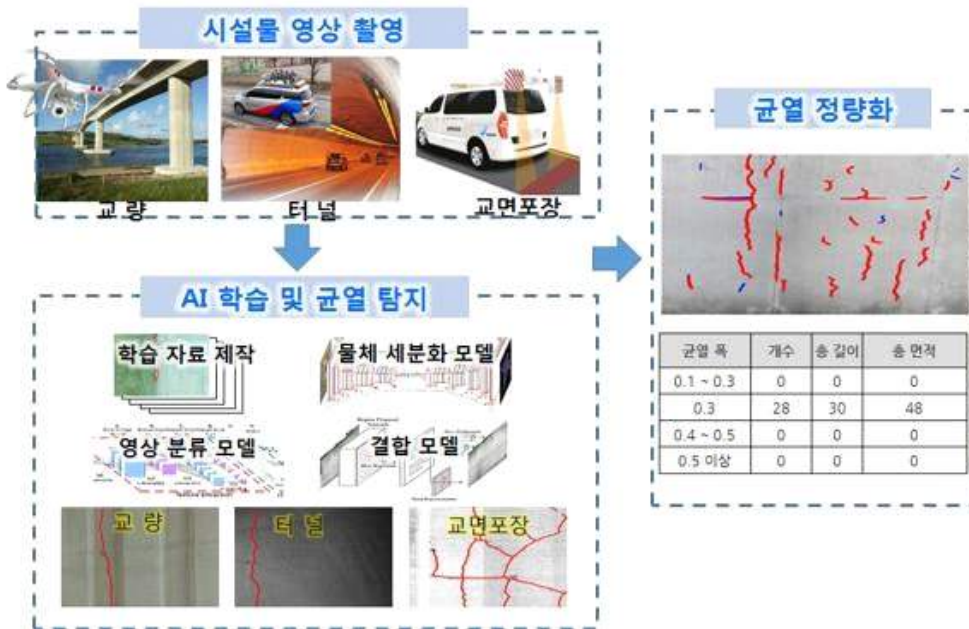 시설물 영상 촬영
교 량
터 널
교면포장
AI 학습 및 균열 탐지
학습 자료 제작
물체 세분화 모델
영상 분류 모델
결합 모델
교 량
터 널
교면포장
균열 정량화
균열 폭 개수 총 길이 총 면적
0.1 ~ 0.3 0 0 0
0.3 28 30 48
0.4 ~ 0.5 0 0 0
0.5 이상 0 0 0